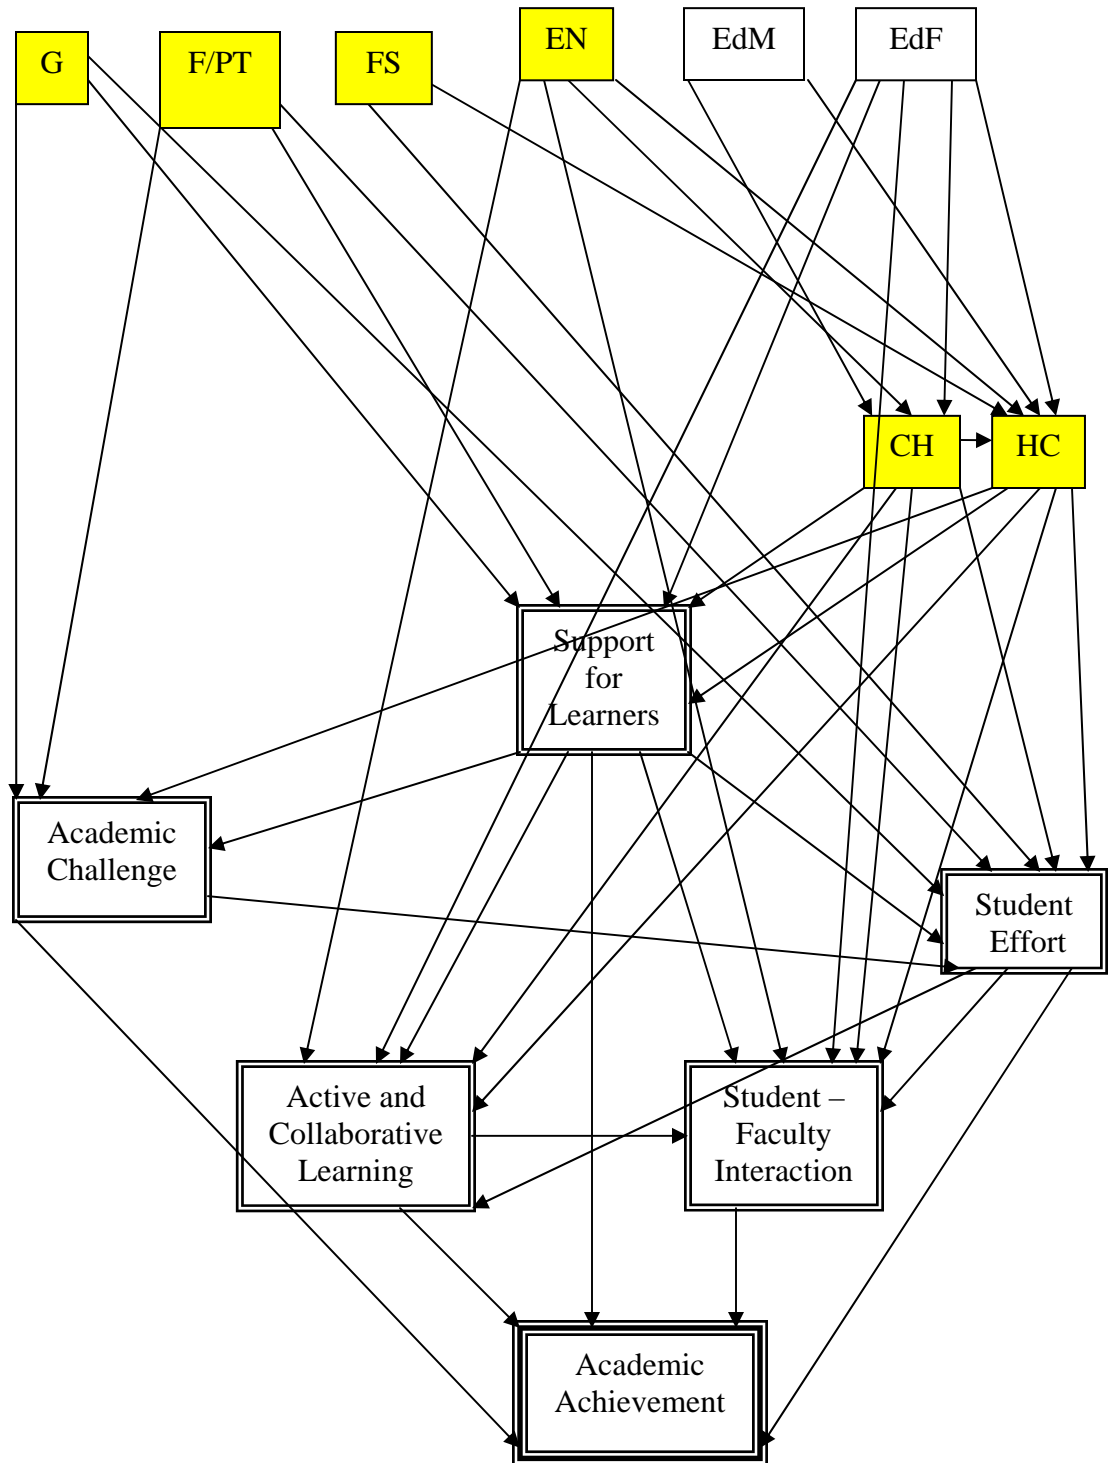 G
F/PT
FS
EN
EdM
EdF
CH
HC
Support
for
Learners
Academic
Challenge
Student
Effort
Active and
Collaborative
Learning
Student –
Faculty
Interaction
Academic
Achievement